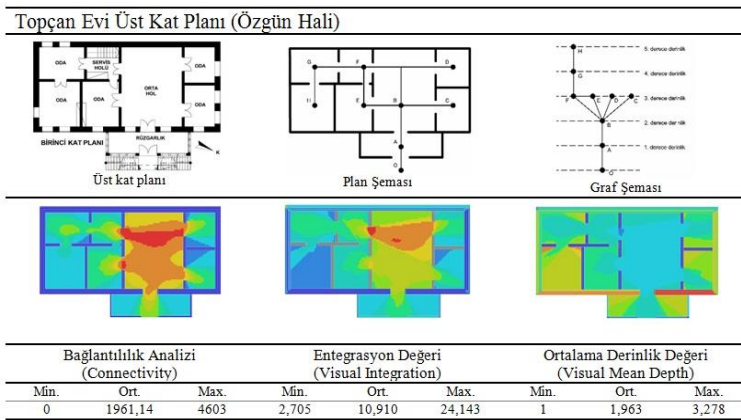 Topçan Evi Üst Kat Planı (Özgün Hali)
ODA
SERVİS HOLÜ
ORTA HOL
ODA
ODA
ODA
ODA
RÜZGARLIK
BİRİNCİ KAT PLANI
K
Üst kat planı
G F D
H E B C
A
O
Plan Şeması
H 5. derece derinlik
G 4. derece derinlik
F E D C 3. derece derinlik
B 2. derece derinlik
A 1. derece derinlik
Graf Şeması
Bağlantılılık Analizi Entegrasyon Değeri Ortalama Derinlik Değeri
(Connectivity) (Visual Integration) (Visual Mean Depth)
Min. Ort. Max. Min. Ort. Max. Min. Ort. Max.
0 1961,14 4603 2,705 10,910 24,143 1 1,963 3,278